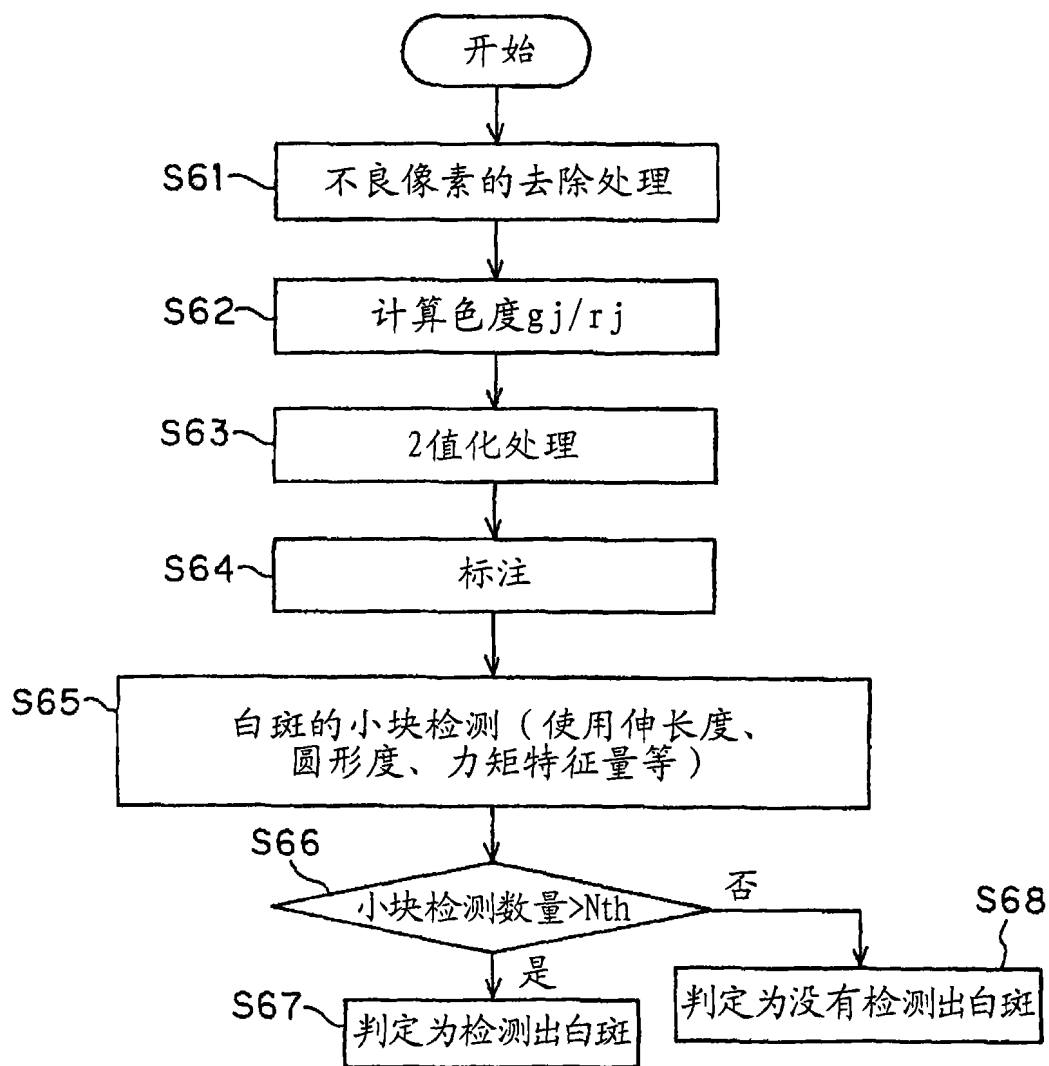 开始
S61
不良像素的去除处理
S62
计算色度gj/rj
S63
2值化处理
S64
标注
S65
白斑的小块检测（使用伸长度、
圆形度、力矩特征量等）
S66
小块检测数量>Nth
否
是
S67
判定为检测出白斑
S68
判定为没有检测出白斑